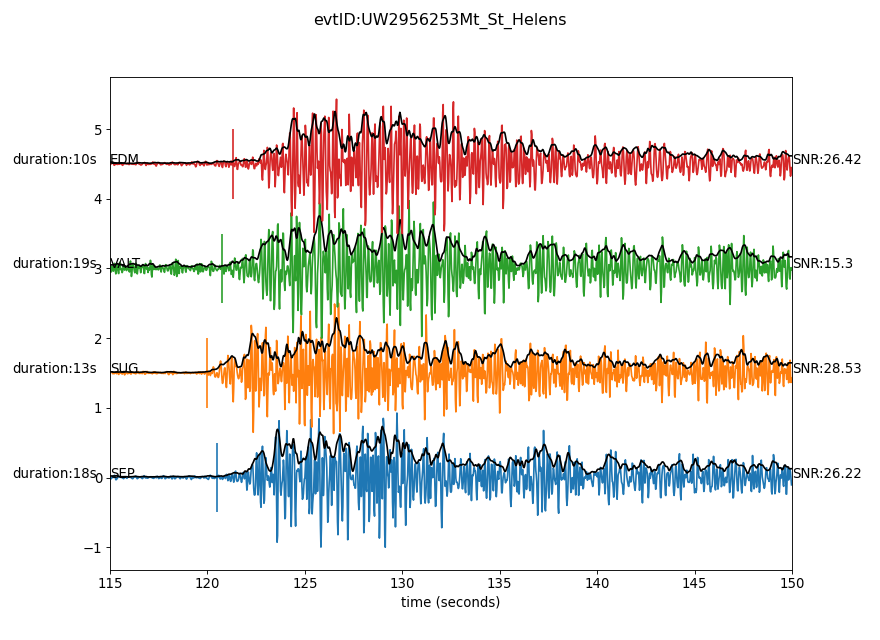 evtID:UW2956253Mt_St_Helens
5
duration:10s EDM SNR:26.42
4
duration:19s VALT 3 SNR:15.3
2
duration:13s SUG SNR:28.53
1
duration:18s SEP 0 SNR:26.22
−1
115 120 125 130 135 140 145 150
time (seconds)